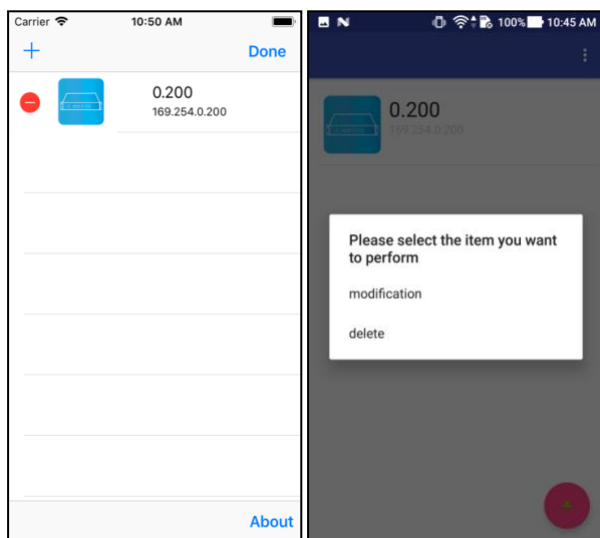 Carrier 10:50 AM
+ Done
0.200
169.254.0.200
About
N 100% 10:45 AM
0.200
169.254.0.200
Please select the item you want
to perform
modification
delete